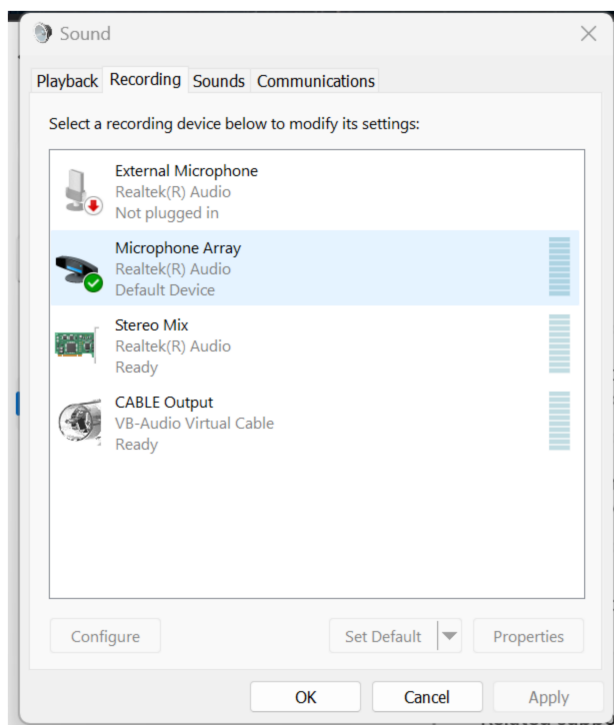 Sound
Playback Recording Sounds Communications
Select a recording device below to modify its settings:
External Microphone
Realtek(R) Audio
Not plugged in
Microphone Array
Realtek(R) Audio
Default Device
Stereo Mix
Realtek(R) Audio
Ready
CABLE Output
VB-Audio Virtual Cable
Ready
Configure Set Default Properties
OK Cancel Apply